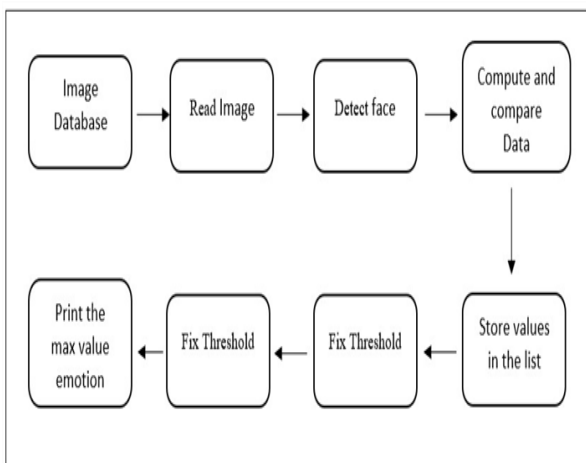 Image
Database
Read Image
Detect face
Compute and
compare
Data
Store values
in the list
Fix Threshold
Fix Threshold
Print the
max value
emotion